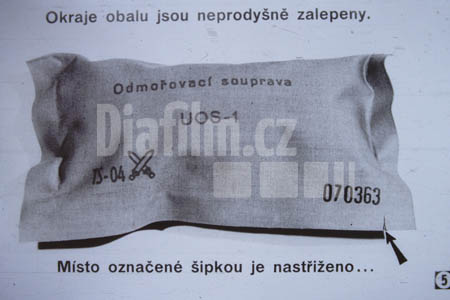 Okraje obalu jsou neprodyšně zalepeny.
Odmořovací souprava
UOS-1
Diafilm.cz
JS-04
070363
Místo označené šipkou je nastřiženo...
5